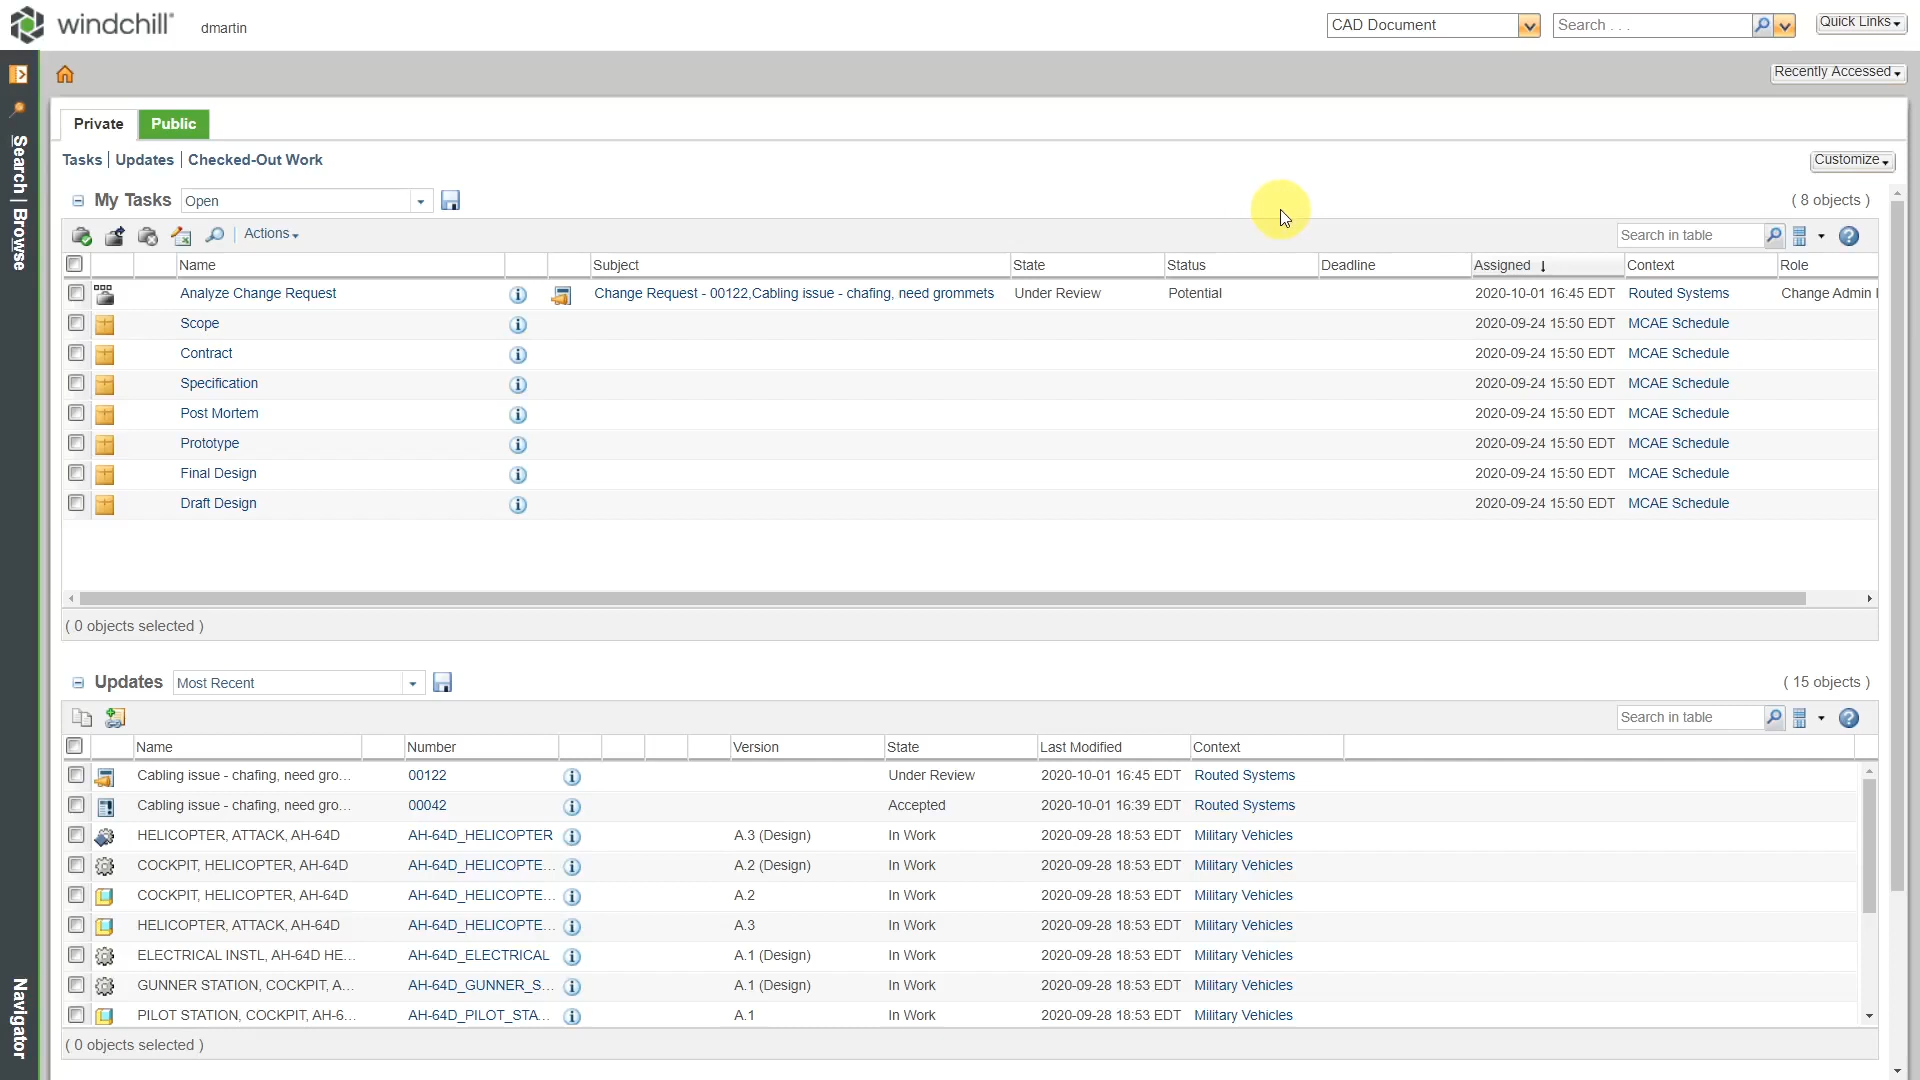 windchill dmartin CAD Document Search . . . Quick Links
Recently Accessed
Private Public
Tasks | Updates | Checked-Out Work Customize
My Tasks Open ( 8 objects )
Actions Search in table
Name Subject State Status Deadline Assigned Context Role
Analyze Change Request Change Request - 00122,Cabling issue - chafing, need grommets Under Review Potential 2020-10-01 16:45 EDT Routed Systems Change Admin
Scope 2020-09-24 15:50 EDT MCAE Schedule
Contract 2020-09-24 15:50 EDT MCAE Schedule
Specification 2020-09-24 15:50 EDT MCAE Schedule
Post Mortem 2020-09-24 15:50 EDT MCAE Schedule
Prototype 2020-09-24 15:50 EDT MCAE Schedule
Final Design 2020-09-24 15:50 EDT MCAE Schedule
Draft Design 2020-09-24 15:50 EDT MCAE Schedule
( 0 objects selected )
Updates Most Recent ( 15 objects )
Search in table
Name Number Version State Last Modified Context
Cabling issue - chafing, need gro... 00122 Under Review 2020-10-01 16:45 EDT Routed Systems
Cabling issue - chafing, need gro... 00042 Accepted 2020-10-01 16:39 EDT Routed Systems
HELICOPTER, ATTACK, AH-64D AH-64D_HELICOPTER A.3 (Design) In Work 2020-09-28 18:53 EDT Military Vehicles
COCKPIT, HELICOPTER, AH-64D AH-64D_HELICOPTE... A.2 (Design) In Work 2020-09-28 18:53 EDT Military Vehicles
COCKPIT, HELICOPTER, AH-64D AH-64D_HELICOPTE... A.2 In Work 2020-09-28 18:53 EDT Military Vehicles
HELICOPTER, ATTACK, AH-64D AH-64D_HELICOPTE... A.3 In Work 2020-09-28 18:53 EDT Military Vehicles
ELECTRICAL INSTL, AH-64D HE... AH-64D_ELECTRICAL A.1 (Design) In Work 2020-09-28 18:53 EDT Military Vehicles
GUNNER STATION, COCKPIT, A... AH-64D_GUNNER_S... A.1 (Design) In Work 2020-09-28 18:53 EDT Military Vehicles
PILOT STATION, COCKPIT, AH-6... AH-64D_PILOT_STA... A.1 In Work 2020-09-28 18:53 EDT Military Vehicles
( 0 objects selected )
Search | Browse
Navigator